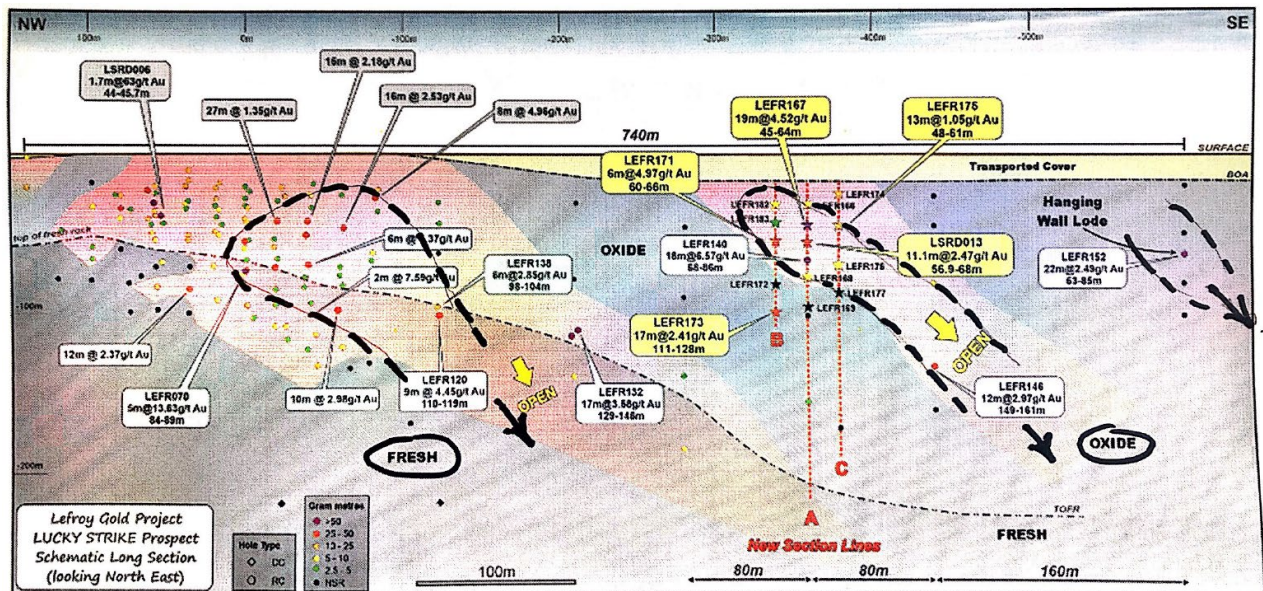 NW
SE
100m
0m
-100m
-200m
-300m
-400m
-500m
15m @ 2.18g/t Au
LSRD006
1.7m@63g/t Au
44-45.7m
27m @ 1.35g/t Au
16m @ 2.53g/t Au
8m @ 4.96g/t Au
740m
LEFR167
19m@4.52g/t Au
45-64m
LEFR175
13m@1.05g/t Au
48-61m
SURFACE
LEFR171
6m@4.97g/t Au
60-66m
Transported Cover
BOA
LEFR174
LEFR182
LEFR166
LEFR183
Hanging
Wall Lode
top of fresh rock
OXIDE
6m @
LEFR140
18m@6.57g/t Au
68-86m
LSRD013
11.1m@2.47g/t Au
56.9-68m
LEFR152
22m@2.49g/t Au
63-85m
2m @ 7.59g/t Au
LEFR138
6m@2.85g/t Au
98-104m
LEFR176
LEFR172
LEFR168
LEFR177
LEFR169
-100m
LEFR173
17m@2.41g/t Au
111-128m
B
OPEN
12m @ 2.37g/t Au
LEFR070
5m@13.63g/t Au
84-89m
10m @ 2.98g/t Au
LEFR120
9m @ 4.45g/t Au
110-119m
OPEN
LEFR132
17m@3.58g/t Au
129-146m
LEFR146
12m@2.97g/t Au
149-161m
FRESH
OXIDE
C
-200m
A
TOFR
FRESH
New Section Lines
Lefroy Gold Project
LUCKY STRIKE Prospect
Schematic Long Section
(looking North East)
Hole Type
DC
RC
Gram metres
>50
25 - 50
10 - 25
5 - 10
2.5 - 5
NSR
100m
80m
80m
160m